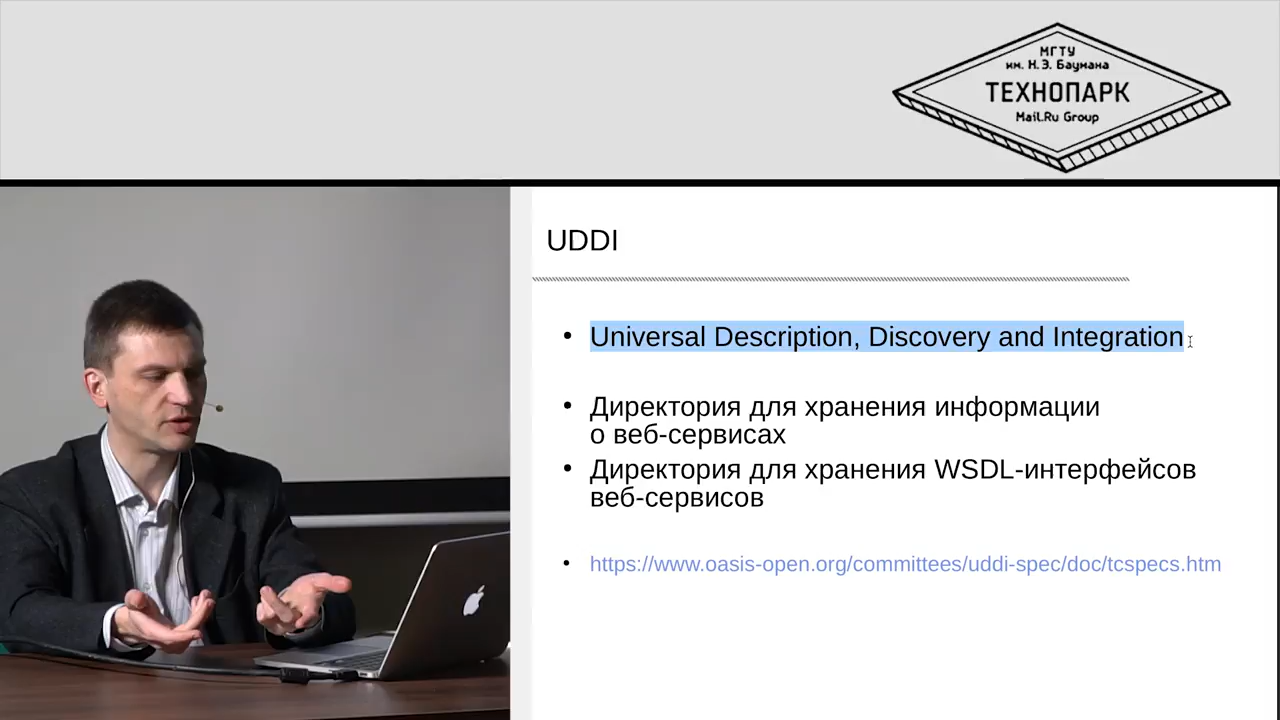 МГТУ
им. Н.Э. Баумана
ТЕХНОПАРК
Mail.Ru Group
UDDI
• Universal Description, Discovery and Integration
• Директория для хранения информации
о веб-сервисах
• Директория для хранения WSDL-интерфейсов
веб-сервисов
• https://www.oasis-open.org/committees/uddi-spec/doc/tcspecs.htm